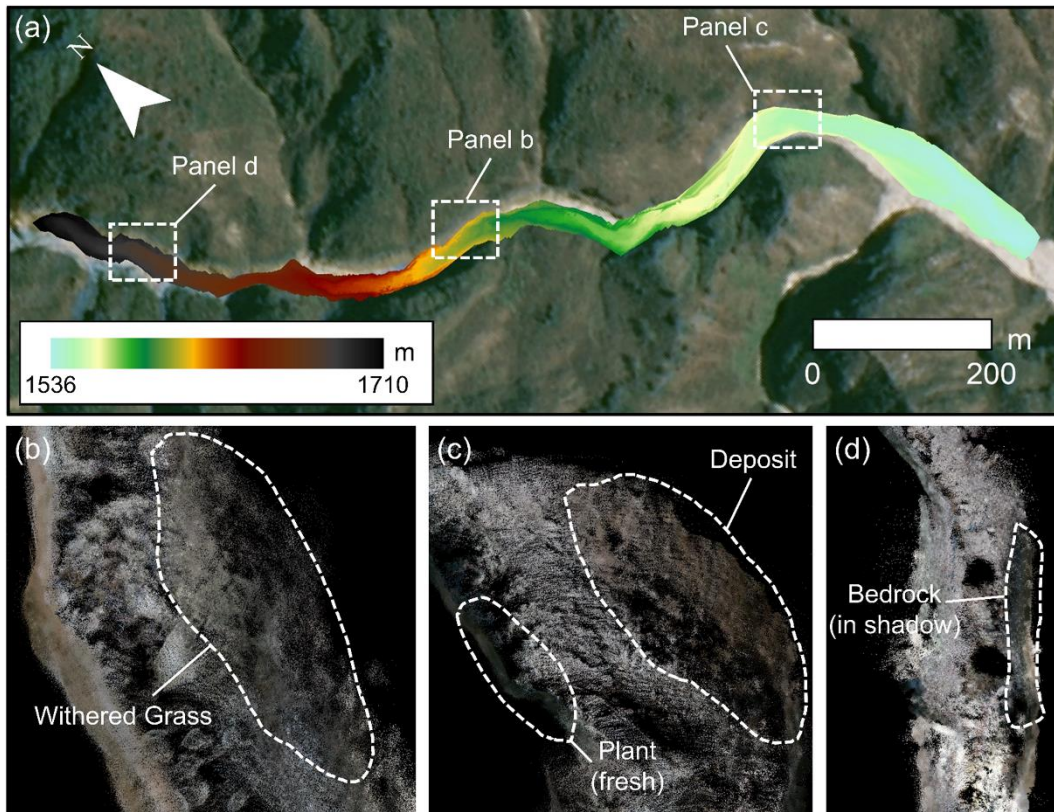 (a)
N
Panel c
Panel b
Panel d
m
1536
1710
m
0
200
(b)
Withered Grass
(c)
Deposit
Plant
(fresh)
(d)
Bedrock
(in shadow)